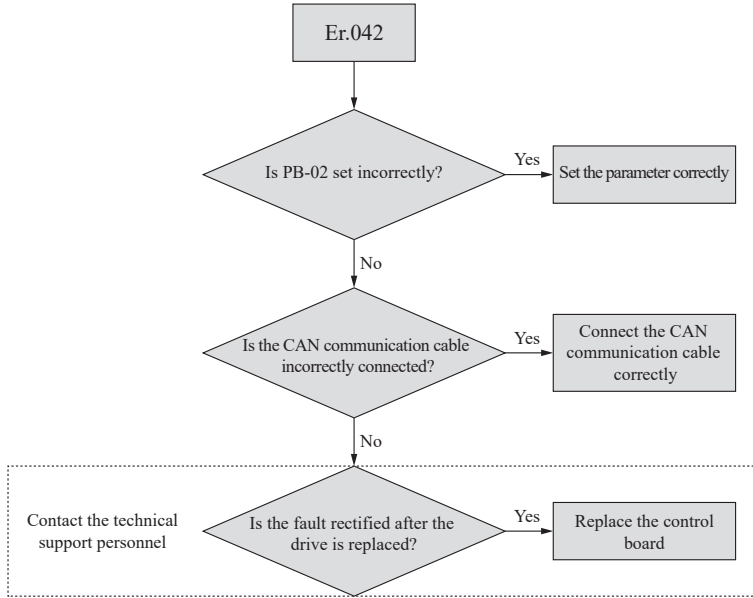 Er.042
Is PB-02 set incorrectly?
Yes
Set the parameter correctly
No
Is the CAN communication cable
incorrectly connected?
Yes
Connect the CAN
communication cable
correctly
No
Contact the technical
support personnel
Is the fault rectified after the
drive is replaced?
Yes
Replace the control
board